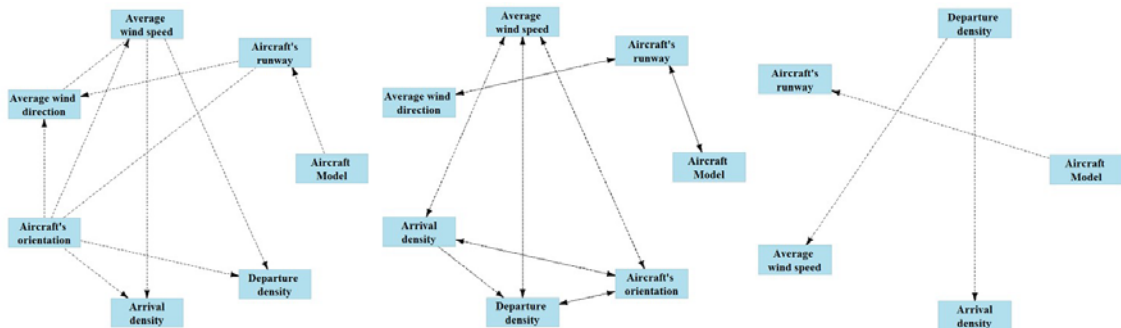 Average
wind speed
Aircraft's
runway
Average wind
direction
Aircraft
Model
Aircraft's
orientation
Departure
density
Arrival
density
Average
wind speed
Aircraft's
runway
Average wind
direction
Aircraft
Model
Arrival
density
Aircraft's
orientation
Departure
density
Departure
density
Aircraft's
runway
Aircraft
Model
Average
wind speed
Arrival
density